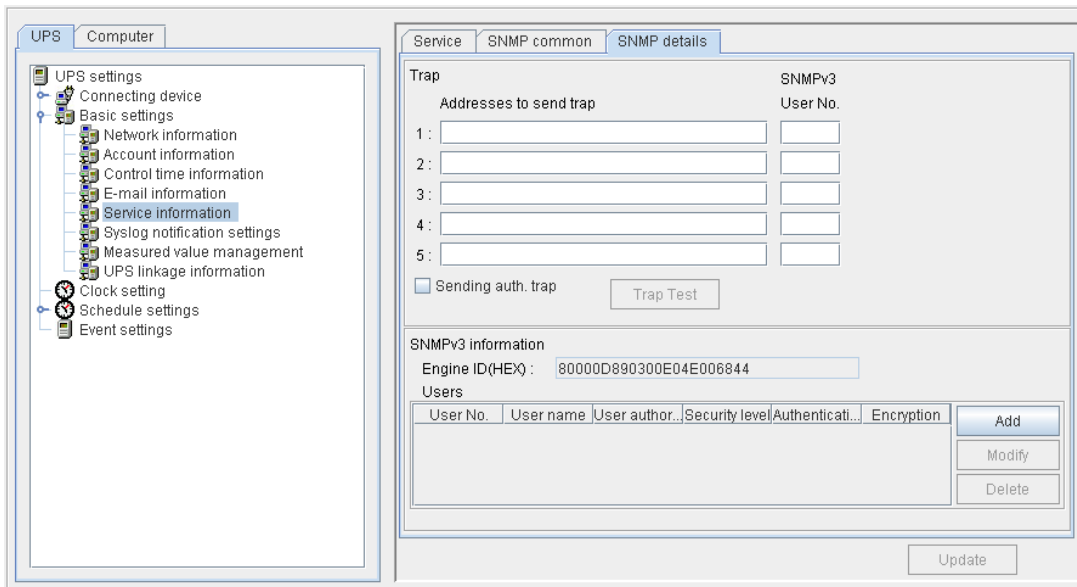 UPS Computer
UPS settings
Connecting device
Basic settings
Network information
Account information
Control time information
E-mail information
Service information
Syslog notification settings
Measured value management
UPS linkage information
Clock setting
Schedule settings
Event settings
Service SNMP common SNMP details
Trap SNMPv3
Addresses to send trap User No.
1 :
2 :
3 :
4 :
5 :
Sending auth. trap Trap Test
SNMPv3 information
Engine ID(HEX) : 80000D890300E04E006844
Users
User No. User name User author... Security level Authenticati... Encryption
Add
Modify
Delete
Update